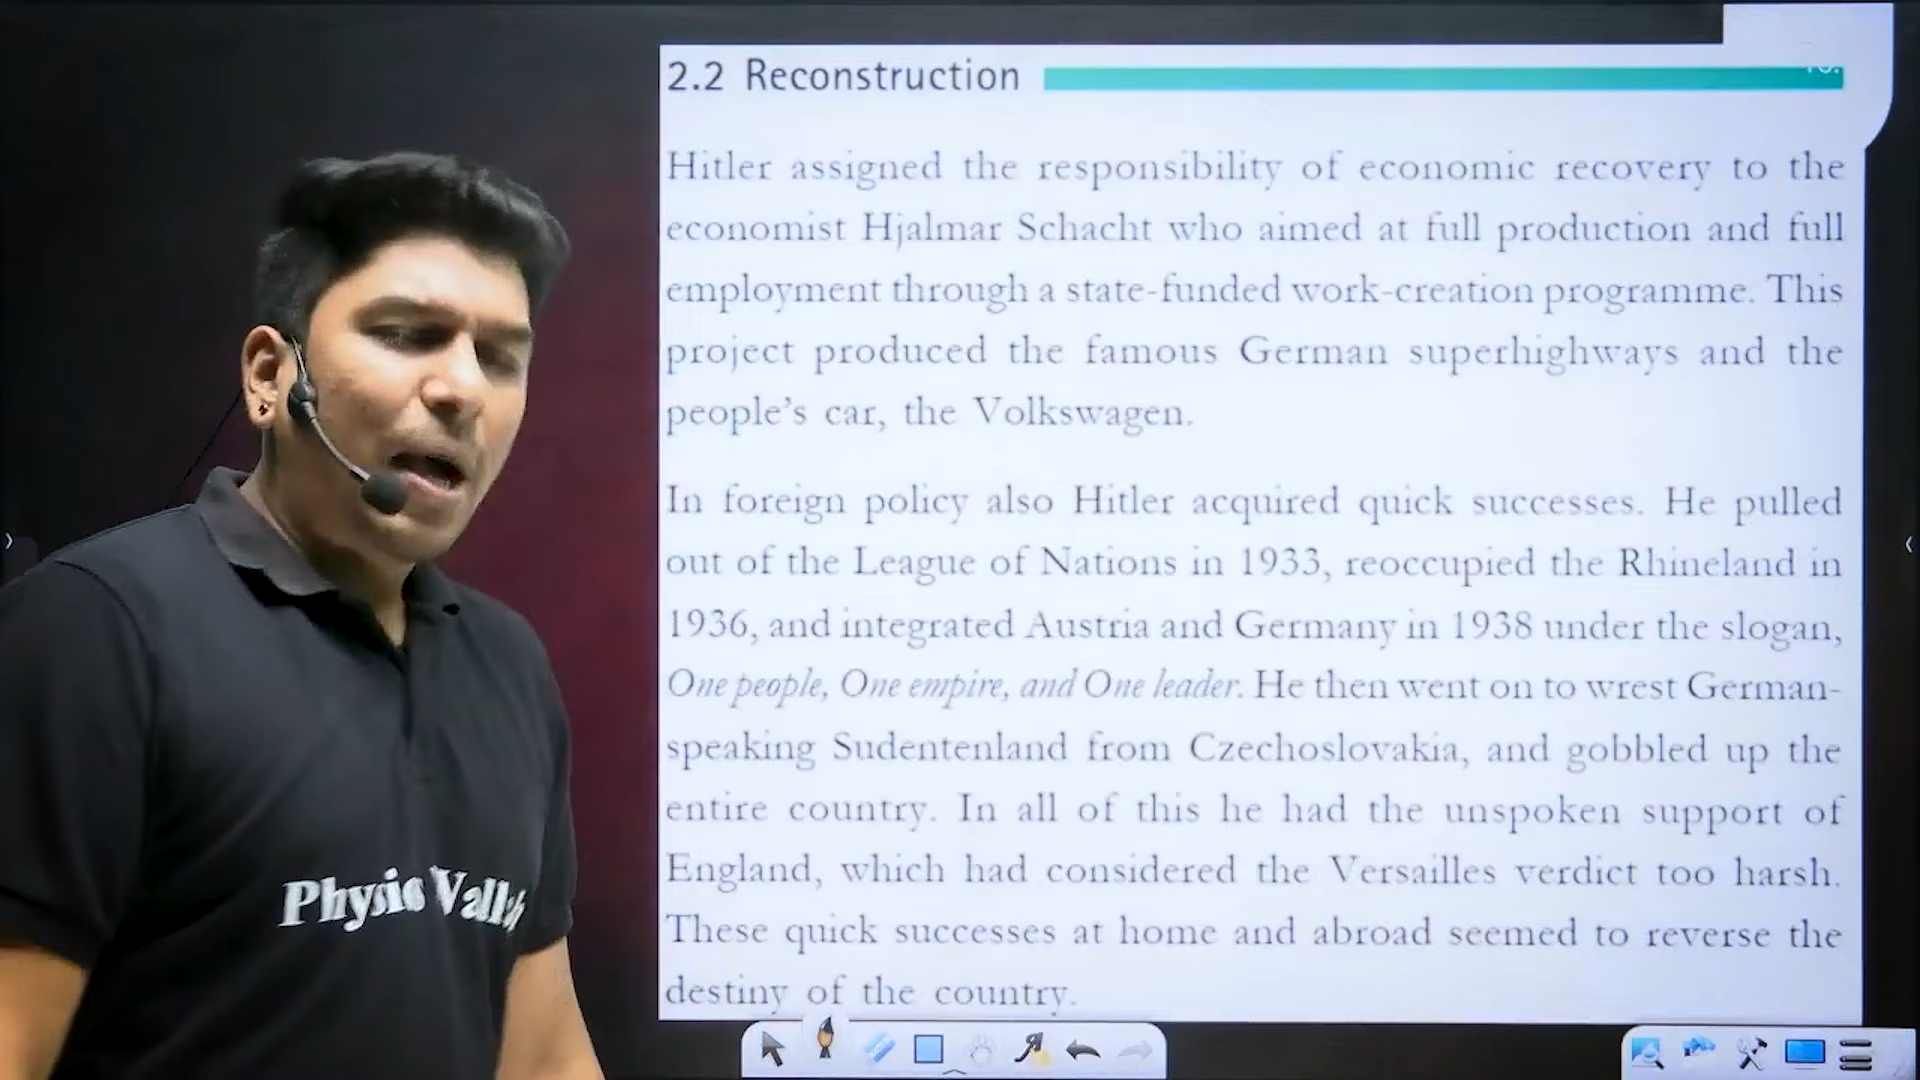 2.2 Reconstruction
Hitler assigned the responsibility of economic recovery to the
economist Hjalmar Schacht who aimed at full production and full
employment through a state-funded work-creation programme. This
project produced the famous German superhighways and the
people's car, the Volkswagen.
In foreign policy also Hitler acquired quick successes. He pulled
out of the League of Nations in 1933, reoccupied the Rhineland in
1936, and integrated Austria and Germany in 1938 under the slogan,
One people, One empire, and One leader. He then went on to wrest German-
speaking Sudentenland from Czechoslovakia, and gobbled up the
entire country. In all of this he had the unspoken support of
England, which had considered the Versailles verdict too harsh.
These quick successes at home and abroad seemed to reverse the
destiny of the country.
Physics Wallah